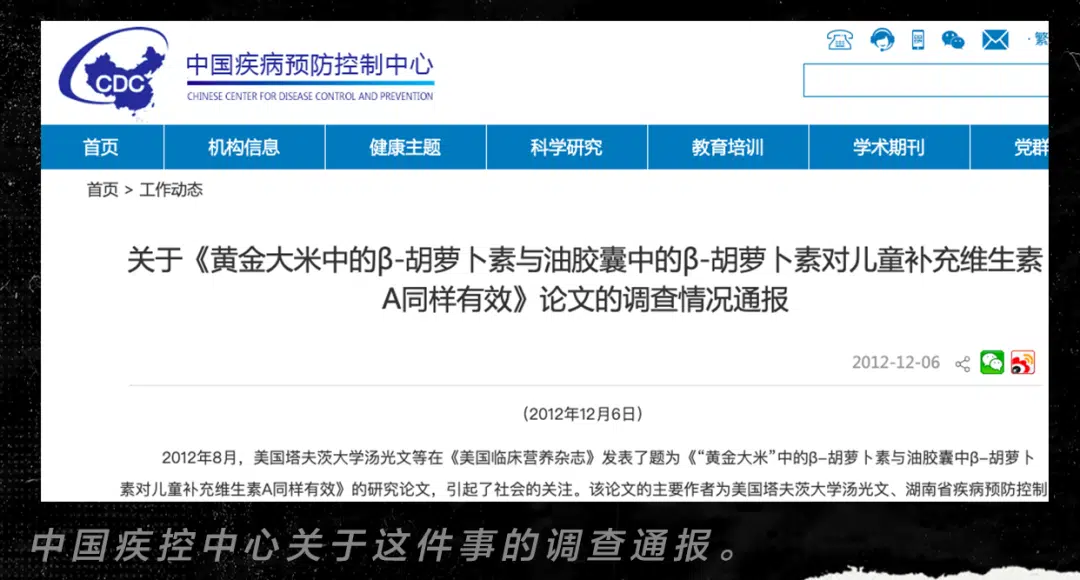 CDC
中国疾病预防控制中心
CHINESE CENTER FOR DISEASE CONTROL AND PREVENTION
· 繁
首页 机构信息 健康主题 科学研究 教育培训 学术期刊 党群
首页 > 工作动态
关于《黄金大米中的β-胡萝卜素与油胶囊中的β-胡萝卜素对儿童补充维生素
A同样有效》论文的调查情况通报
2012-12-06
（2012年12月6日）
2012年8月，美国塔夫茨大学汤光文等在《美国临床营养杂志》发表了题为《“黄金大米”中的β–胡萝卜素与油胶囊中β–胡萝卜
素对儿童补充维生素A同样有效》的研究论文，引起了社会的关注。该论文的主要作者为美国塔夫茨大学汤光文、湖南省疾病预防控制
中国疾控中心关于这件事的调查通报。